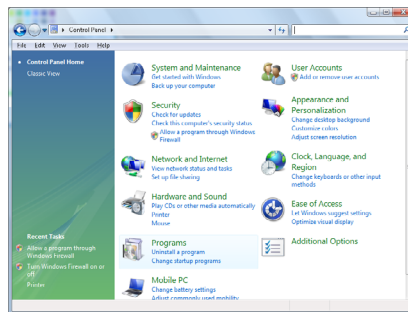 Control Panel
File Edit View Tools Help
Control Panel Home
Classic View
System and Maintenance
Get started with Windows
Back up your computer
Security
Check for updates
Check this computer's security status
Allow a program through Windows
Firewall
Network and Internet
View network status and tasks
Set up file sharing
Hardware and Sound
Play CDs or other media automatically
Printer
Mouse
Programs
Uninstall a program
Change startup programs
Mobile PC
Change battery settings
Adjust commonly used mobility
User Accounts
Add or remove user accounts
Appearance and
Personalization
Change desktop background
Customize colors
Adjust screen resolution
Clock, Language, and
Region
Change keyboards or other input
methods
Ease of Access
Let Windows suggest settings
Optimize visual display
Additional Options
Recent Tasks
Allow a program through
Windows Firewall
Turn Windows Firewall on or
off
Printer